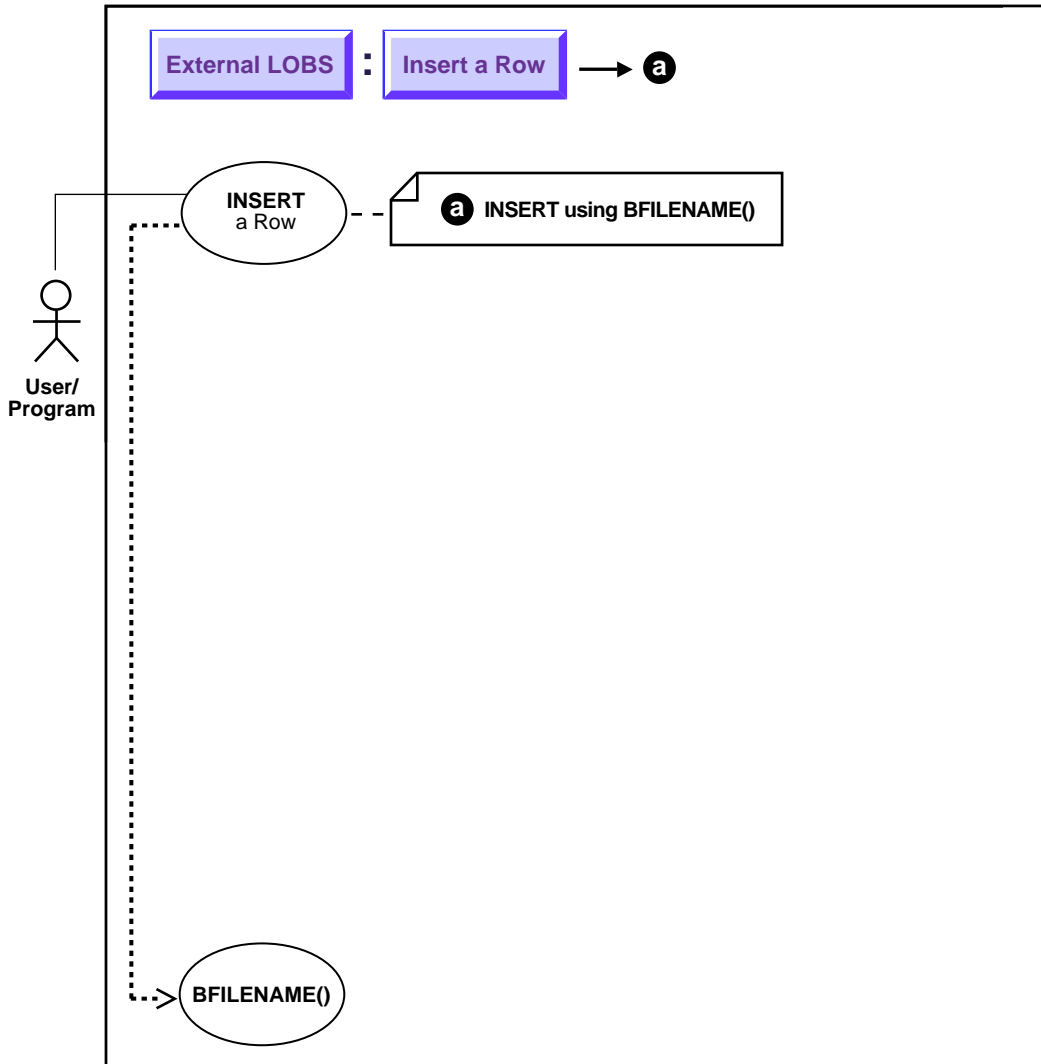 External LOBS : Insert a Row a
INSERT
a Row
a INSERT using BFILENAME()
User/
Program
BFILENAME()